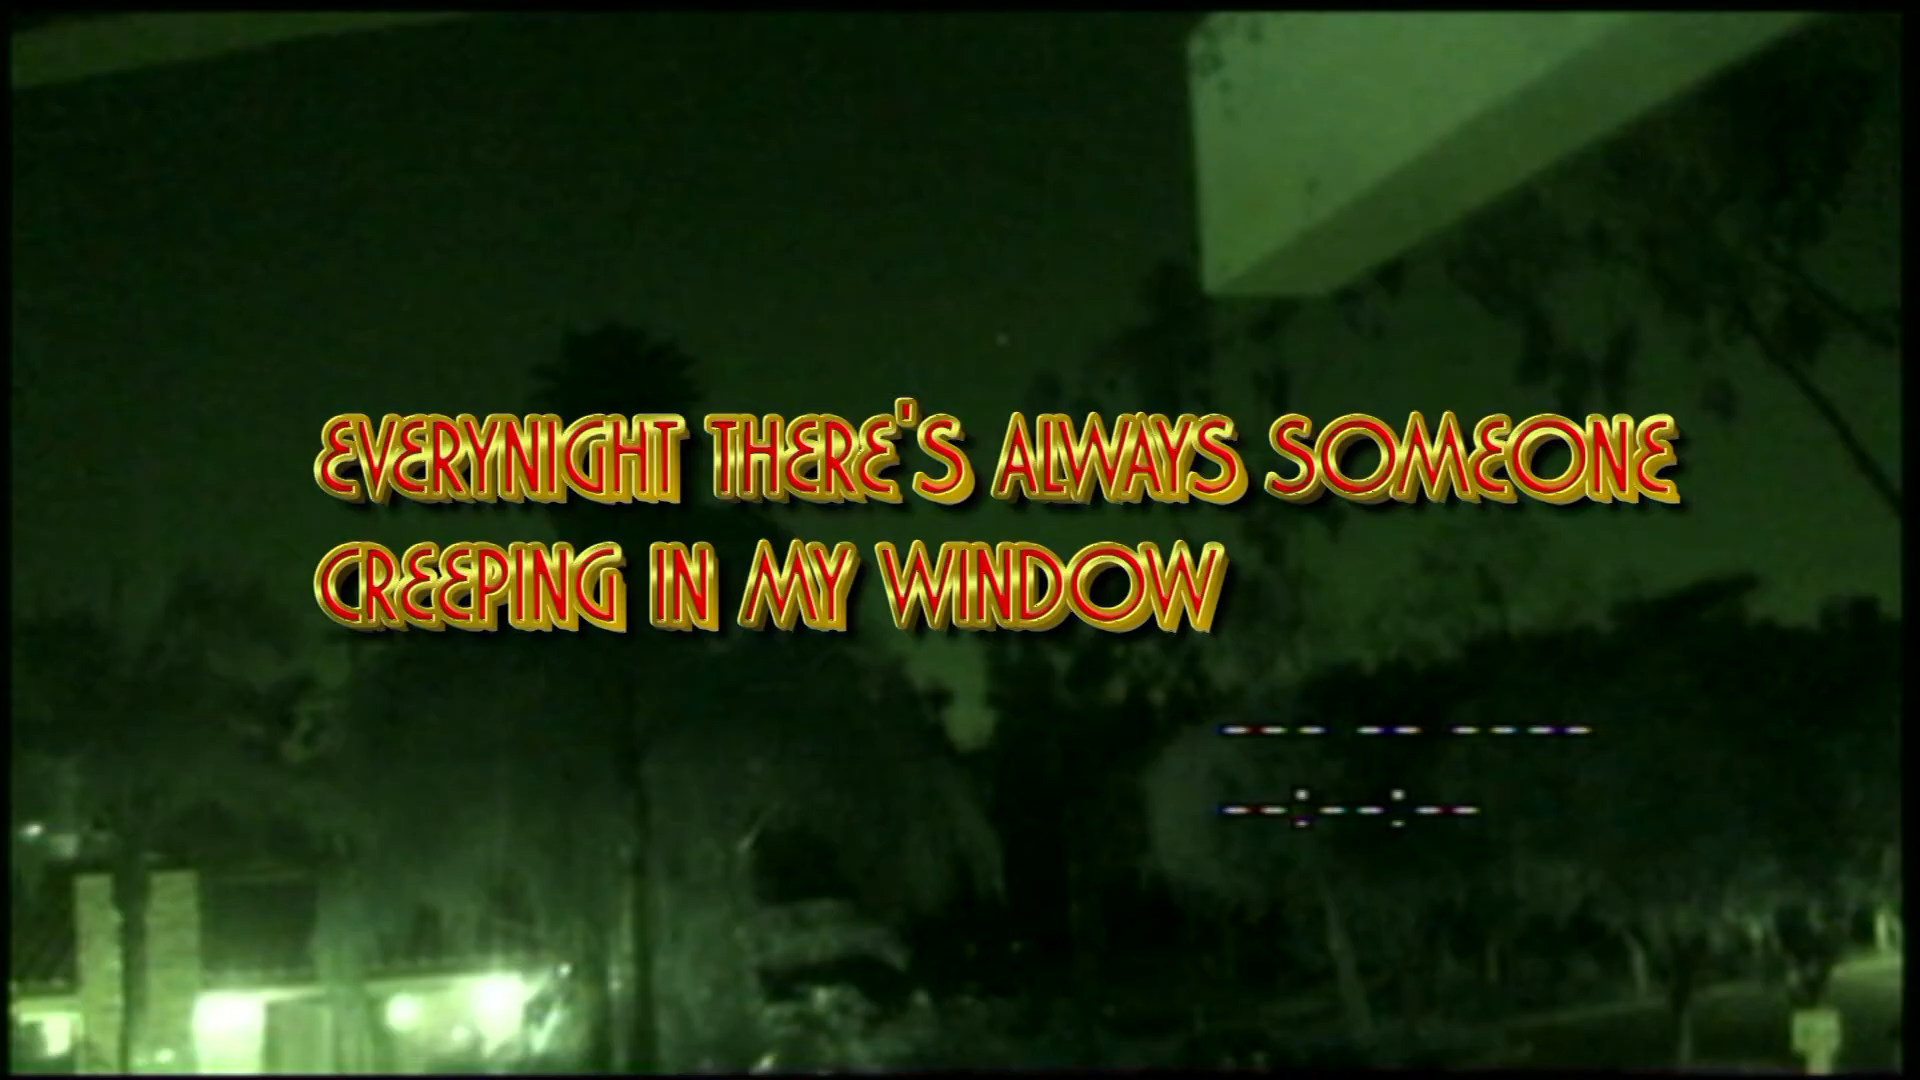 EVERYNIGHT THERE'S ALWAYS SOMEONE
CREEPING IN MY WINDOW
--- -- ----
--:--:--